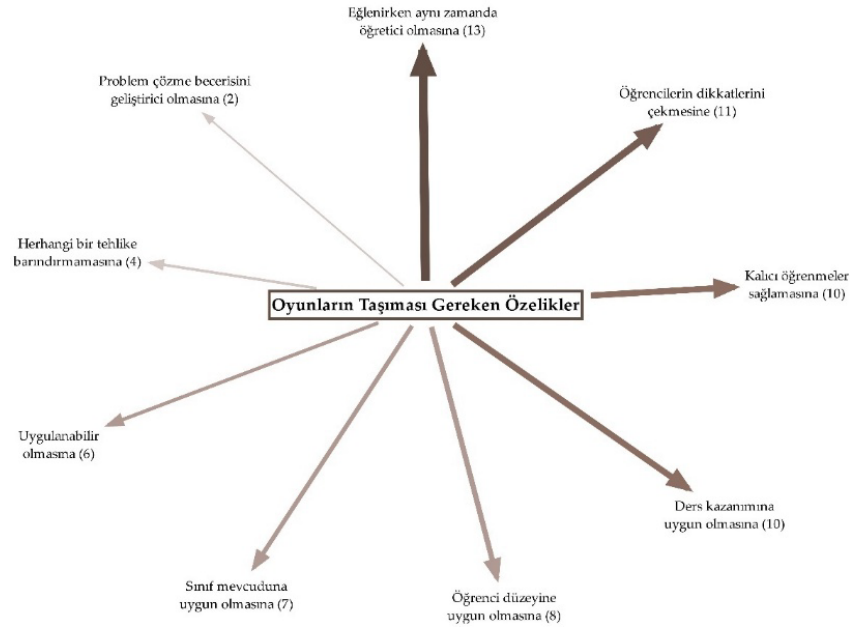 Eğlenirken aynı zamanda
öğretici olmasına (13)
Problem çözme becerisini
geliştirici olmasına (2)
Öğrencilerin dikkatlerini
çekmesine (11)
Herhangi bir tehlike
barındırmamasına (4)
Kalıcı öğrenmeler
sağlamasına (10)
Oyunların Taşıması Gereken Özelikler
Uygulanabilir
olmasına (6)
Ders kazanımına
uygun olmasına (10)
Sınıf mevcuduna
uygun olmasına (7)
Öğrenci düzeyine
uygun olmasına (8)